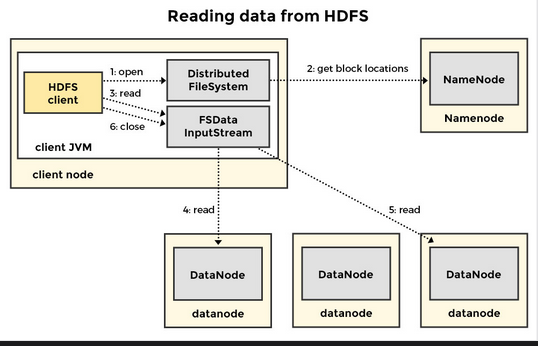 Reading data from HDFS
1: open
2: get block locations
3: read
6: close
HDFS
client
Distributed
FileSystem
FSData
InputStream
client JVM
client node
NameNode
Namenode
4: read
5: read
DataNode
datanode
DataNode
datanode
DataNode
datanode